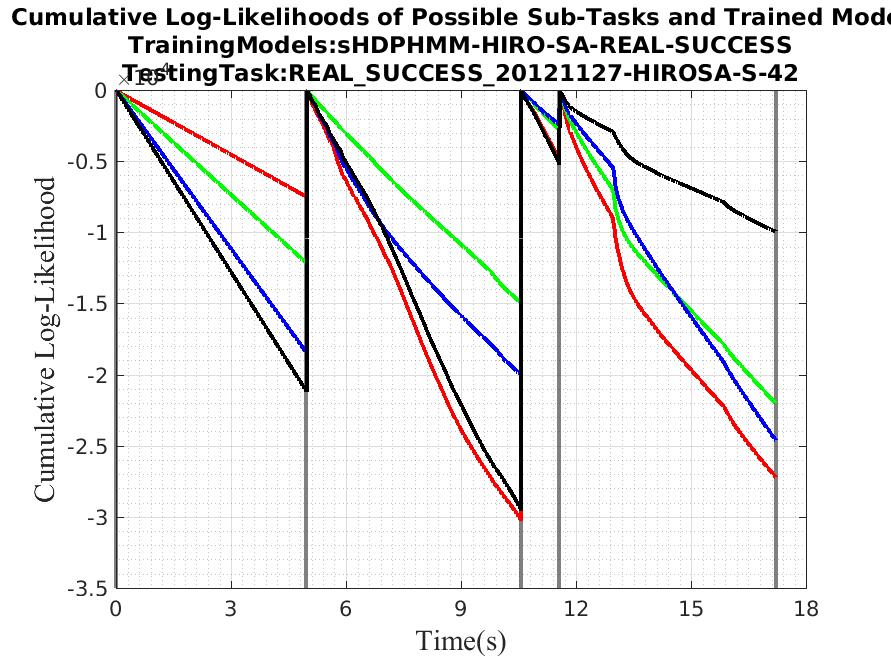 Cumulative Log-Likelihoods of Possible Sub-Tasks and Trained Mode
TrainingModels:sHDPHMM-HIRO-SA-REAL-SUCCESS
TestingTask:REAL_SUCCESS_20121127-HIROSA-S-42
×10⁴
0
-0.5
-1
-1.5
-2
-2.5
-3
-3.5
Cumulative Log-Likelihood
0 3 6 9 12 15 18
Time(s)